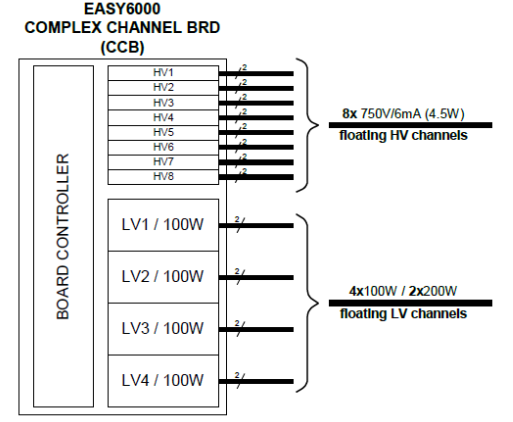 EASY6000
COMPLEX CHANNEL BRD
(CCB)
BOARD CONTROLLER
HV1
2
HV2
2
HV3
2
HV4
2
HV5
2
HV6
2
HV7
2
HV8
2
8x 750V/6mA (4.5W)
floating HV channels
LV1 / 100W
2
LV2 / 100W
2
LV3 / 100W
2
LV4 / 100W
2
4x100W / 2x200W
floating LV channels